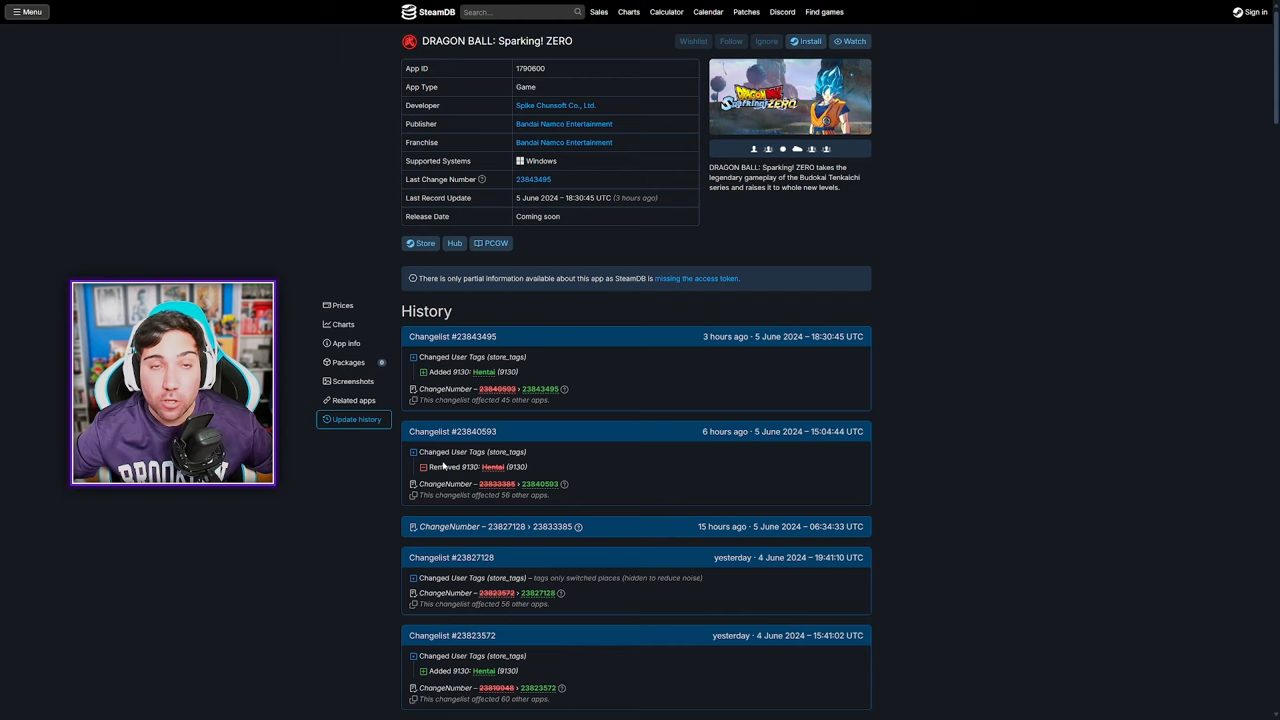 Menu
SteamDB
Search...
Sales
Charts
Calculator
Calendar
Patches
Discord
Find games
Sign in
DRAGON BALL: Sparking! ZERO
Wishlist
Follow
Ignore
Install
Watch
App ID 1790600
App Type Game
Developer Spike Chunsoft Co., Ltd.
Publisher Bandai Namco Entertainment
Franchise Bandai Namco Entertainment
Supported Systems Windows
Last Change Number 23843495
Last Record Update 5 June 2024 – 18:30:45 UTC (3 hours ago)
Release Date Coming soon
DRAGON BALL
Sparking! ZERO
DRAGON BALL: Sparking! ZERO takes the
legendary gameplay of the Budokai Tenkaichi
series and raises it to whole new levels.
Store
Hub
PCGW
There is only partial information available about this app as SteamDB is missing the access token.
Prices
Charts
App info
Packages 0
Screenshots
Related apps
Update history
History
Changelist #23843495 3 hours ago · 5 June 2024 – 18:30:45 UTC
Changed User Tags (store_tags)
Added 9130: Hentai (9130)
ChangeNumber – 23840593 › 23843495
This changelist affected 45 other apps.
Changelist #23840593 6 hours ago · 5 June 2024 – 15:04:44 UTC
Changed User Tags (store_tags)
Removed 9130: Hentai (9130)
ChangeNumber – 23833385 › 23840593
This changelist affected 56 other apps.
ChangeNumber – 23827128 › 23833385 15 hours ago · 5 June 2024 – 06:34:33 UTC
Changelist #23827128 yesterday · 4 June 2024 – 19:41:10 UTC
Changed User Tags (store_tags) – tags only switched places (hidden to reduce noise)
ChangeNumber – 23823572 › 23827128
This changelist affected 56 other apps.
Changelist #23823572 yesterday · 4 June 2024 – 15:41:02 UTC
Changed User Tags (store_tags)
Added 9130: Hentai (9130)
ChangeNumber – 23819948 › 23823572
This changelist affected 60 other apps.